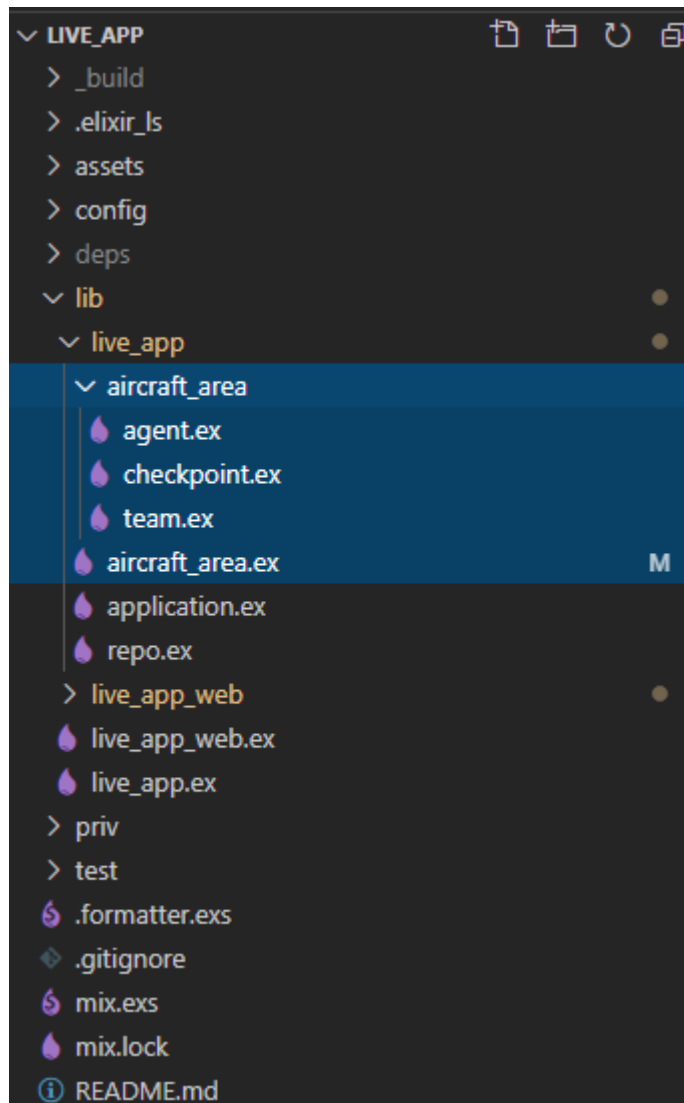 LIVE_APP
_build
.elixir_ls
assets
config
deps
lib
live_app
aircraft_area
agent.ex
checkpoint.ex
team.ex
aircraft_area.ex M
application.ex
repo.ex
live_app_web
live_app_web.ex
live_app.ex
priv
test
.formatter.exs
.gitignore
mix.exs
mix.lock
README.md